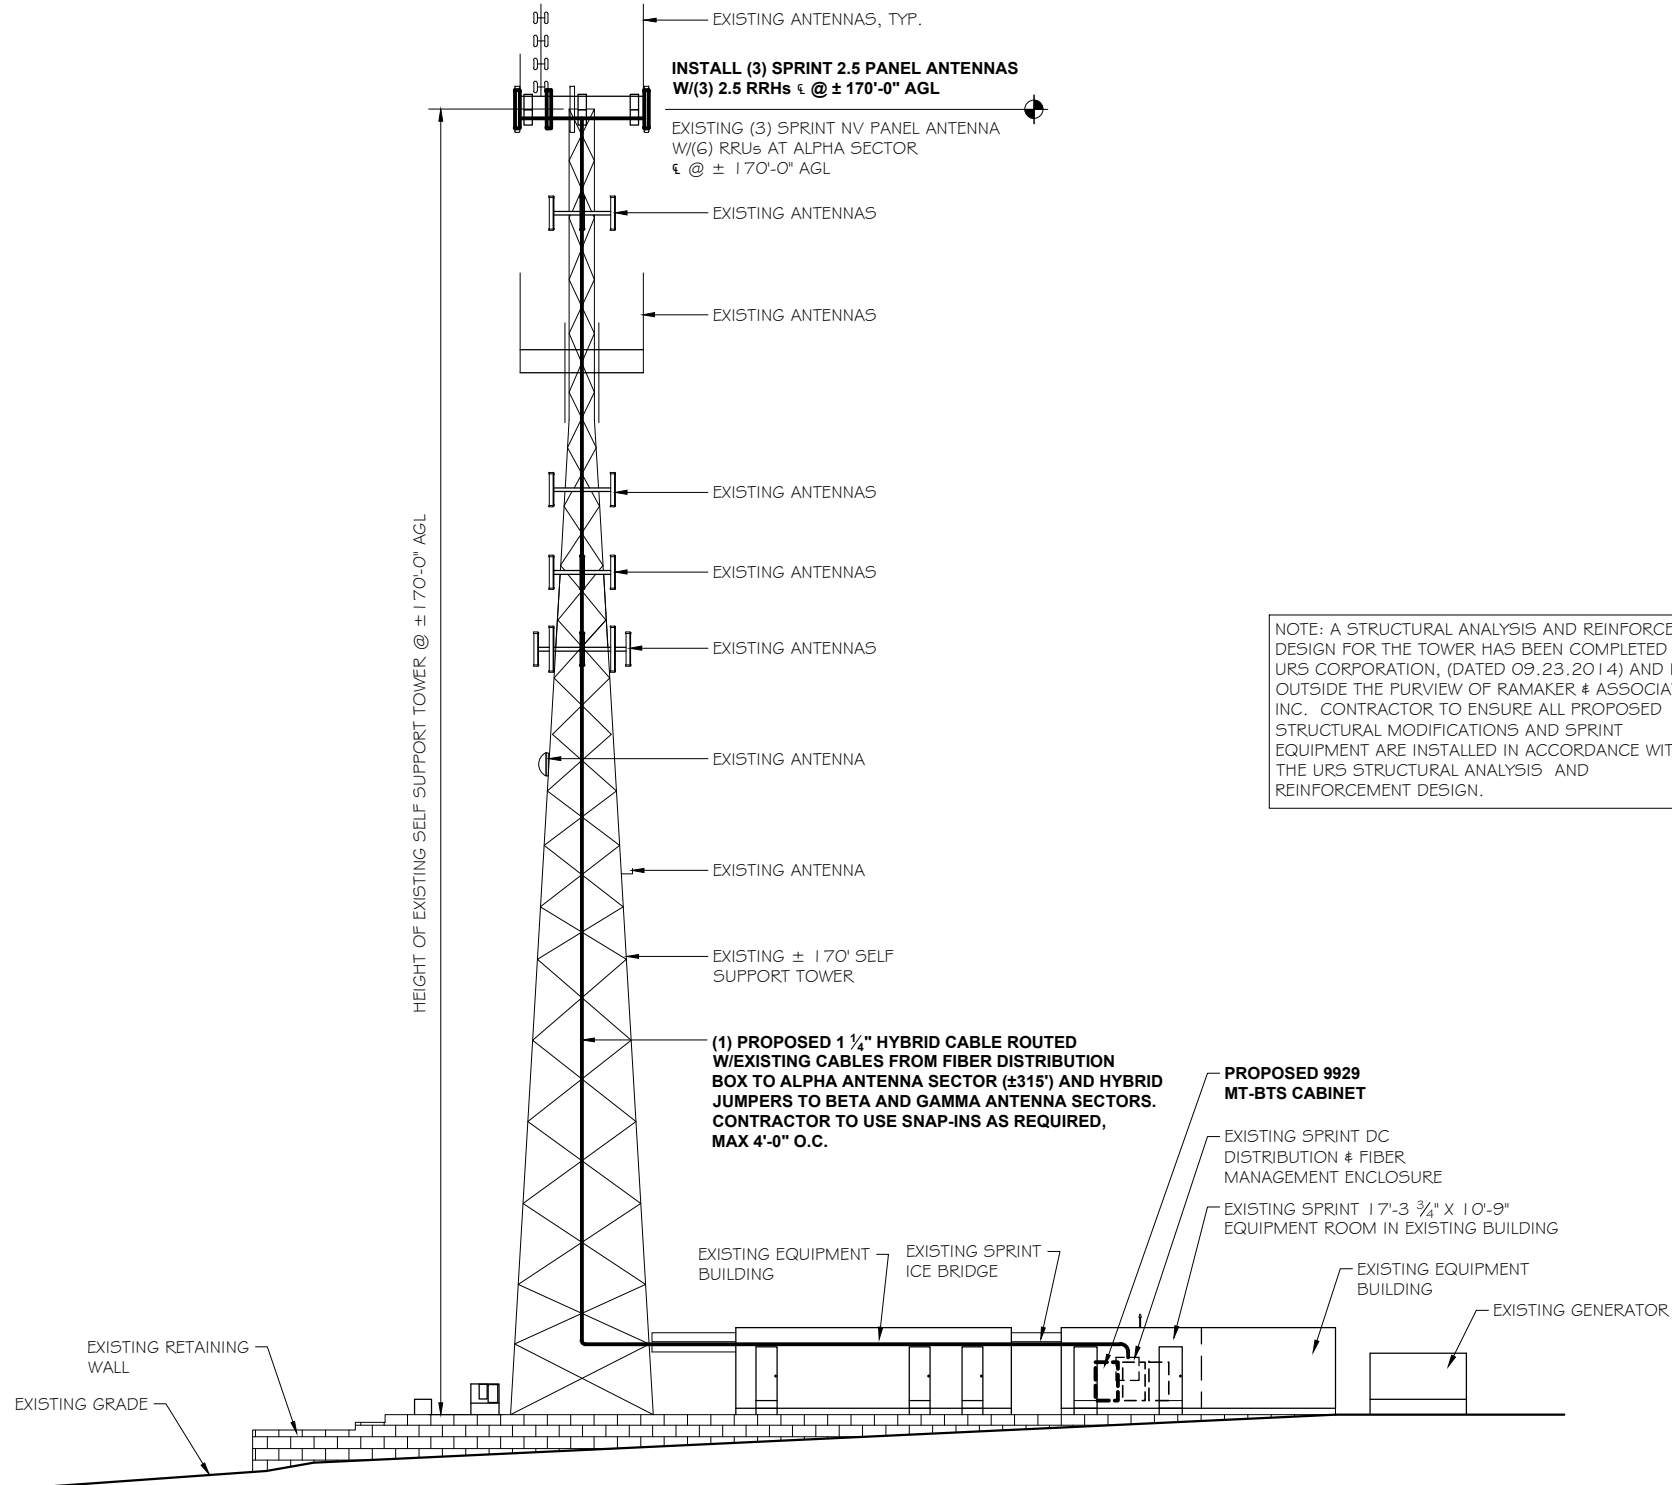 EXISTING ANTENNAS, TYP.
INSTALL (3) SPRINT 2.5 PANEL ANTENNAS
W/(3) 2.5 RRHs ℄ @ ± 170'-0" AGL
EXISTING (3) SPRINT NV PANEL ANTENNA
W/(6) RRUs AT ALPHA SECTOR
℄ @ ± 170'-0" AGL
EXISTING ANTENNAS
EXISTING ANTENNAS
EXISTING ANTENNAS
EXISTING ANTENNAS
EXISTING ANTENNAS
EXISTING ANTENNA
EXISTING ANTENNA
EXISTING ± 170' SELF
SUPPORT TOWER
HEIGHT OF EXISTING SELF SUPPORT TOWER @ ±170'-0" AGL
NOTE: A STRUCTURAL ANALYSIS AND REINFORCE
DESIGN FOR THE TOWER HAS BEEN COMPLETED
URS CORPORATION, (DATED 09.23.2014) AND
OUTSIDE THE PURVIEW OF RAMAKER & ASSOCIA
INC. CONTRACTOR TO ENSURE ALL PROPOSED
STRUCTURAL MODIFICATIONS AND SPRINT
EQUIPMENT ARE INSTALLED IN ACCORDANCE WIT
THE URS STRUCTURAL ANALYSIS AND
REINFORCEMENT DESIGN.
(1) PROPOSED 1 1/4" HYBRID CABLE ROUTED
W/EXISTING CABLES FROM FIBER DISTRIBUTION
BOX TO ALPHA ANTENNA SECTOR (±315') AND HYBRID
JUMPERS TO BETA AND GAMMA ANTENNA SECTORS.
CONTRACTOR TO USE SNAP-INS AS REQUIRED,
MAX 4'-0" O.C.
PROPOSED 9929
MT-BTS CABINET
EXISTING SPRINT DC
DISTRIBUTION & FIBER
MANAGEMENT ENCLOSURE
EXISTING SPRINT 17'-3 3/4" X 10'-9"
EQUIPMENT ROOM IN EXISTING BUILDING
EXISTING EQUIPMENT
BUILDING
EXISTING SPRINT
ICE BRIDGE
EXISTING EQUIPMENT
BUILDING
EXISTING GENERATOR
EXISTING RETAINING
WALL
EXISTING GRADE